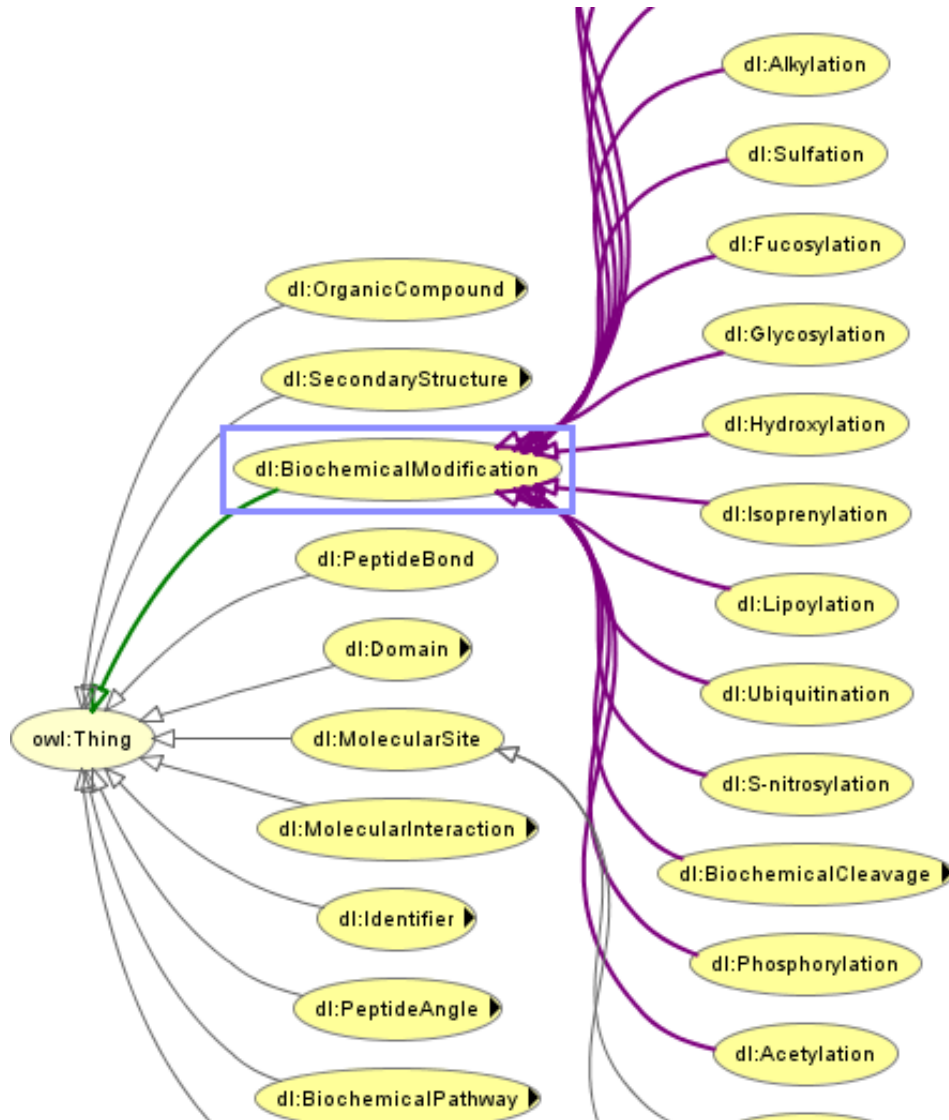 dl:Alkylation
dl:Sulfation
dl:Fucosylation
dl:OrganicCompound
dl:Glycosylation
dl:SecondaryStructure
dl:Hydroxylation
dl:BiochemicalModification
dl:Isoprenylation
dl:PeptideBond
dl:Lipoylation
dl:Domain
dl:Ubiquitination
owl:Thing
dl:MolecularSite
dl:S-nitrosylation
dl:MolecularInteraction
dl:BiochemicalCleavage
dl:Identifier
dl:Phosphorylation
dl:PeptideAngle
dl:Acetylation
dl:BiochemicalPathway